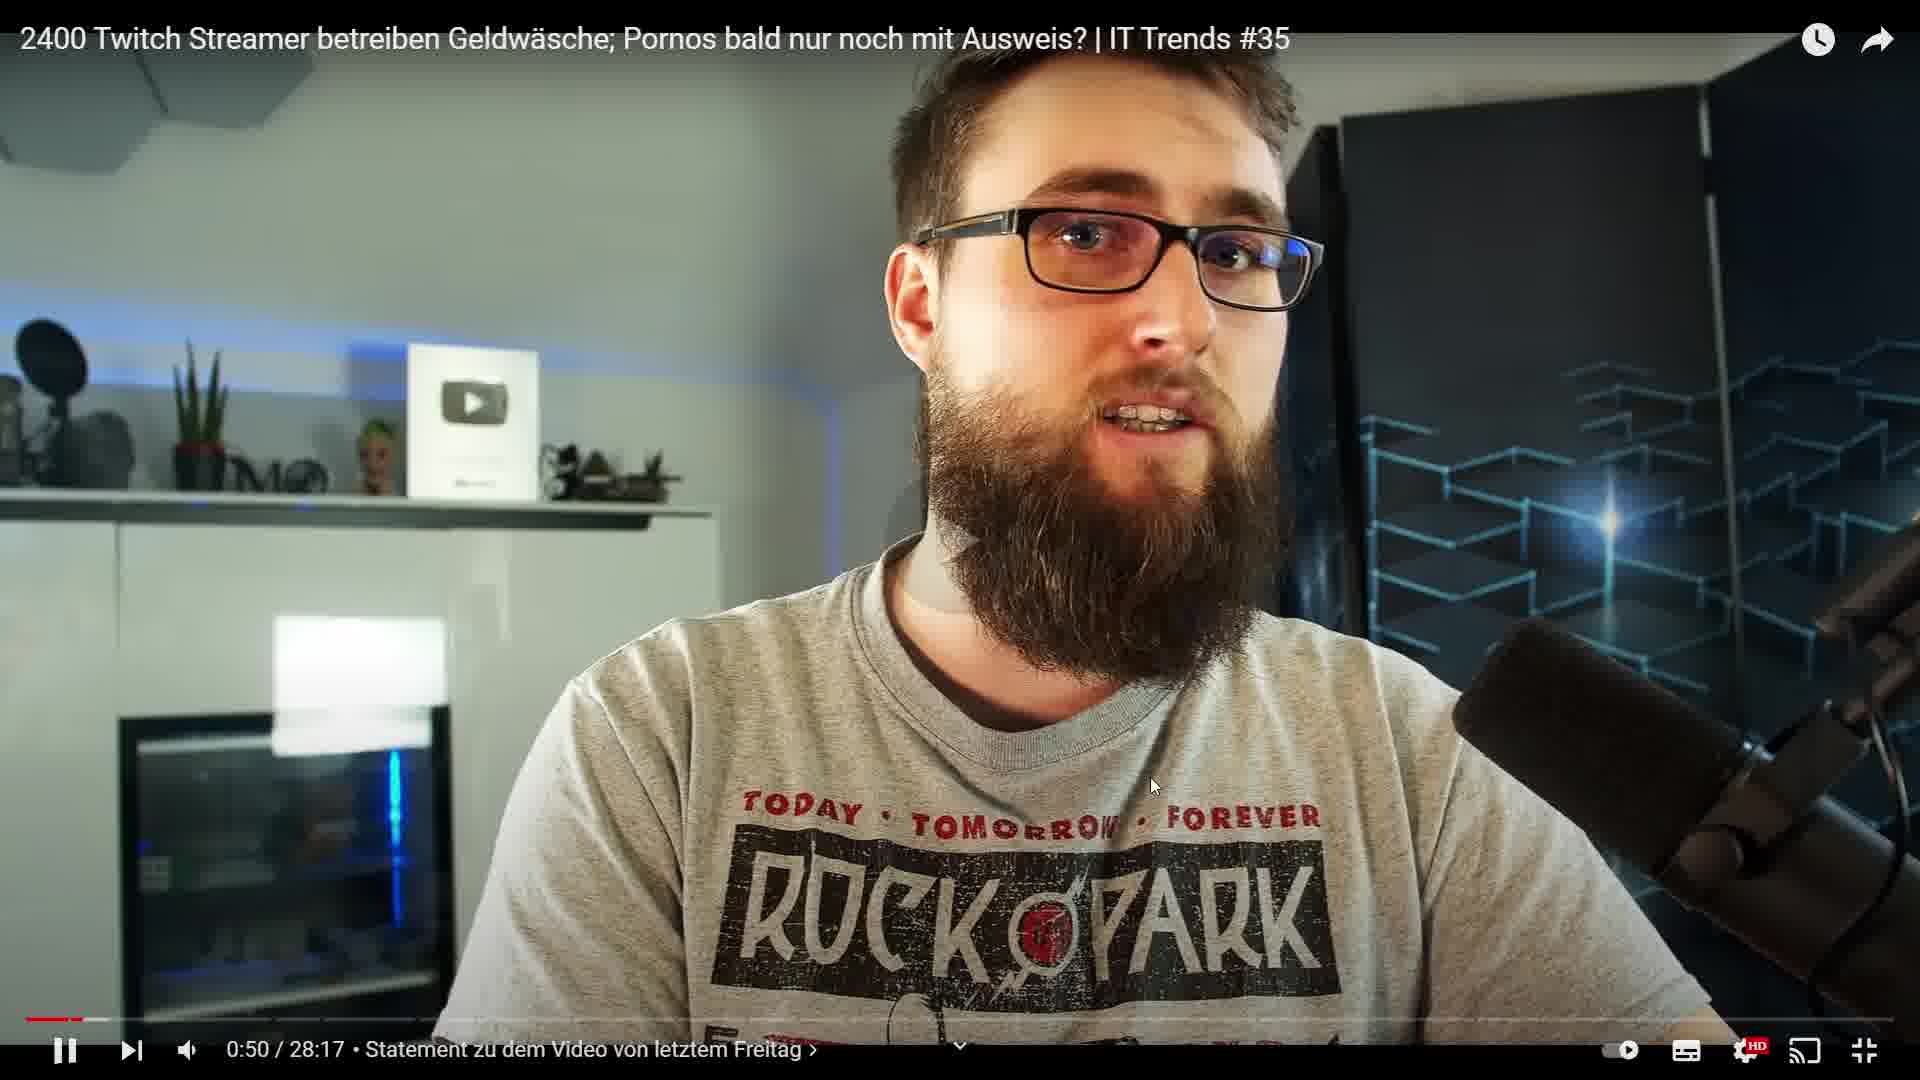 2400 Twitch Streamer betreiben Geldwäsche; Pornos bald nur noch mit Ausweis? | IT Trends #35
TODAY · TOMORROW · FOREVER
ROCK PARK
0:50 / 28:17 • Statement zu dem Video von letztem Freitag
HD